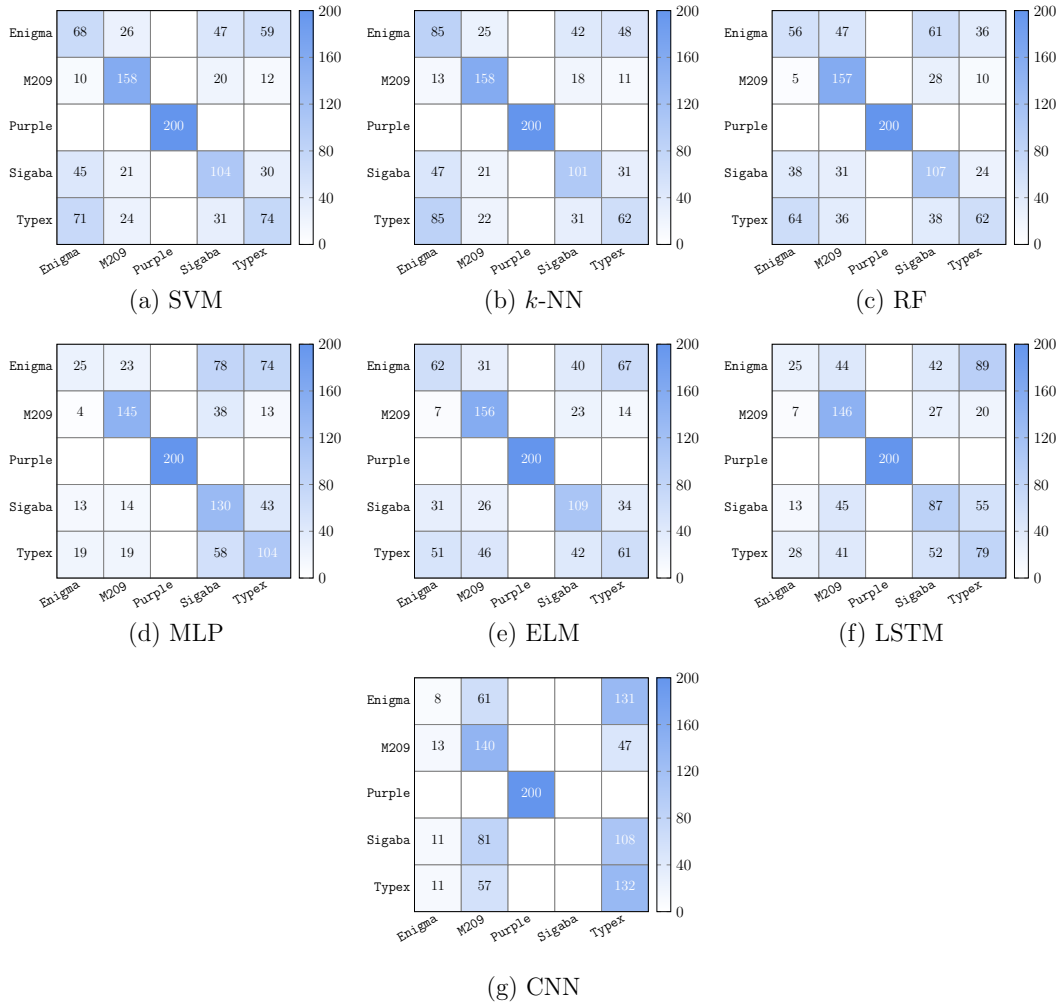 Enigma 68 26 47 59 200
M209 10 158 20 12 160
Purple 200 120
Sigaba 45 21 104 30 80
Typex 71 24 31 74 40
0
Enigma M209 Purple Sigaba Typex
(a) SVM
Enigma 85 25 42 48 200
M209 13 158 18 11 160
Purple 200 120
Sigaba 47 21 101 31 80
Typex 85 22 31 62 40
0
Enigma M209 Purple Sigaba Typex
(b) k-NN
Enigma 56 47 61 36 200
M209 5 157 28 10 160
Purple 200 120
Sigaba 38 31 107 24 80
Typex 64 36 38 62 40
0
Enigma M209 Purple Sigaba Typex
(c) RF
Enigma 25 23 78 74 200
M209 4 145 38 13 160
Purple 200 120
Sigaba 13 14 130 43 80
Typex 19 19 58 104 40
0
Enigma M209 Purple Sigaba Typex
(d) MLP
Enigma 62 31 40 67 200
M209 7 156 23 14 160
Purple 200 120
Sigaba 31 26 109 34 80
Typex 51 46 42 61 40
0
Enigma M209 Purple Sigaba Typex
(e) ELM
Enigma 25 44 42 89 200
M209 7 146 27 20 160
Purple 200 120
Sigaba 13 45 87 55 80
Typex 28 41 52 79 40
0
Enigma M209 Purple Sigaba Typex
(f) LSTM
Enigma 8 61 131 200
M209 13 140 47 160
Purple 200 120
Sigaba 11 81 108 80
Typex 11 57 132 40
0
Enigma M209 Purple Sigaba Typex
(g) CNN